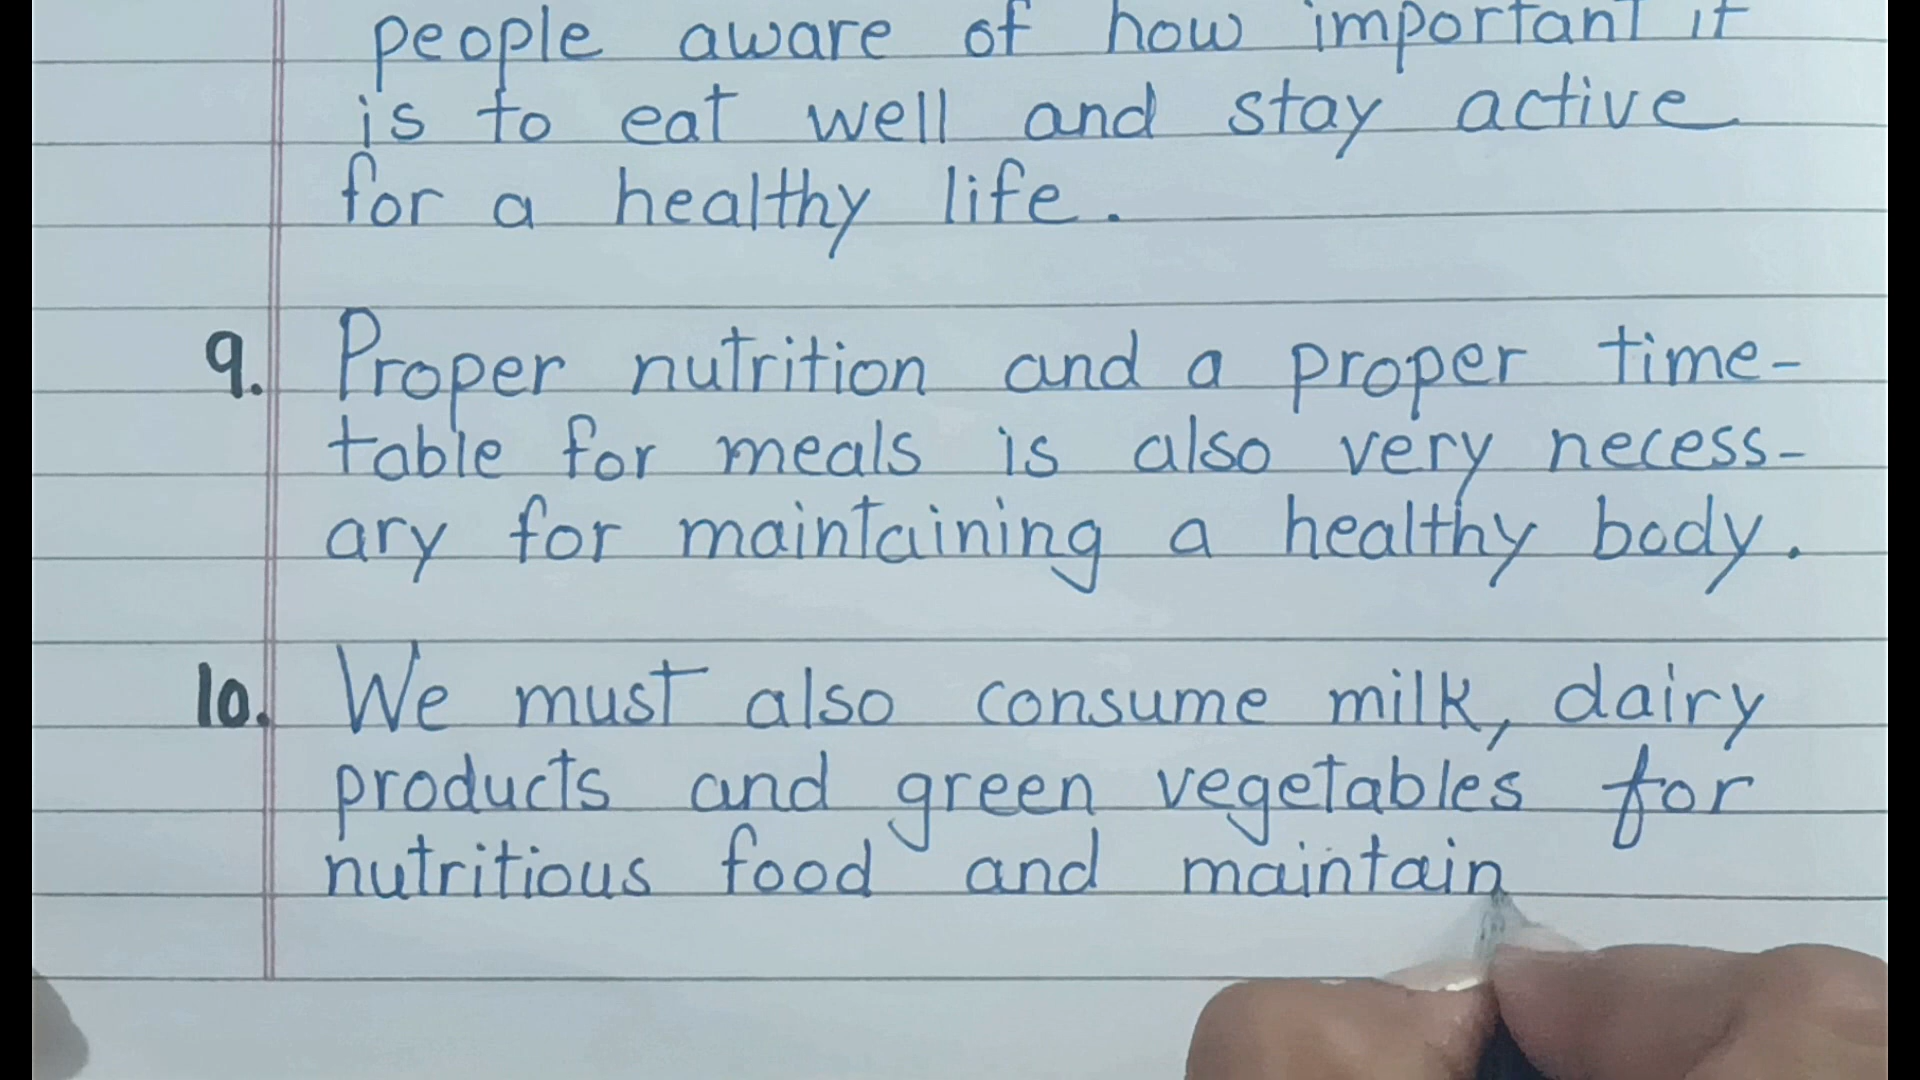 people aware of how important it
is to eat well and stay active
for a healthy life.
9. Proper nutrition and a proper time-
table for meals is also very necess-
ary for maintaining a healthy body.
10. We must also consume milk, dairy
products and green vegetables for
nutritious food and maintain